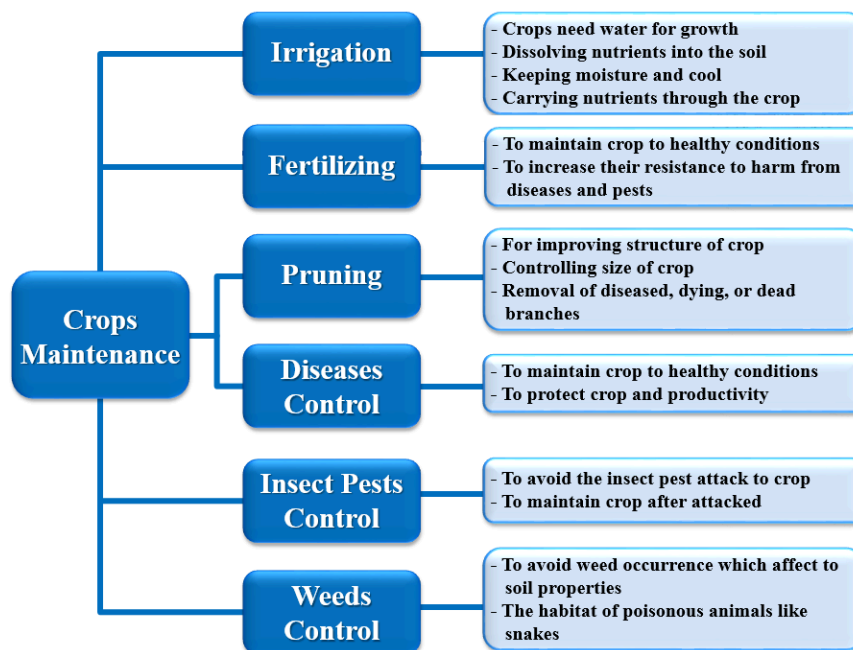 Irrigation
- Crops need water for growth
- Dissolving nutrients into the soil
- Keeping moisture and cool
- Carrying nutrients through the crop
Fertilizing
- To maintain crop to healthy conditions
- To increase their resistance to harm from
diseases and pests
Crops
Maintenance
Pruning
- For improving structure of crop
- Controlling size of crop
- Removal of diseased, dying, or dead
branches
Diseases
Control
- To maintain crop to healthy conditions
- To protect crop and productivity
Insect Pests
Control
- To avoid the insect pest attack to crop
- To maintain crop after attacked
Weeds
Control
- To avoid weed occurrence which affect to
soil properties
- The habitat of poisonous animals like
snakes